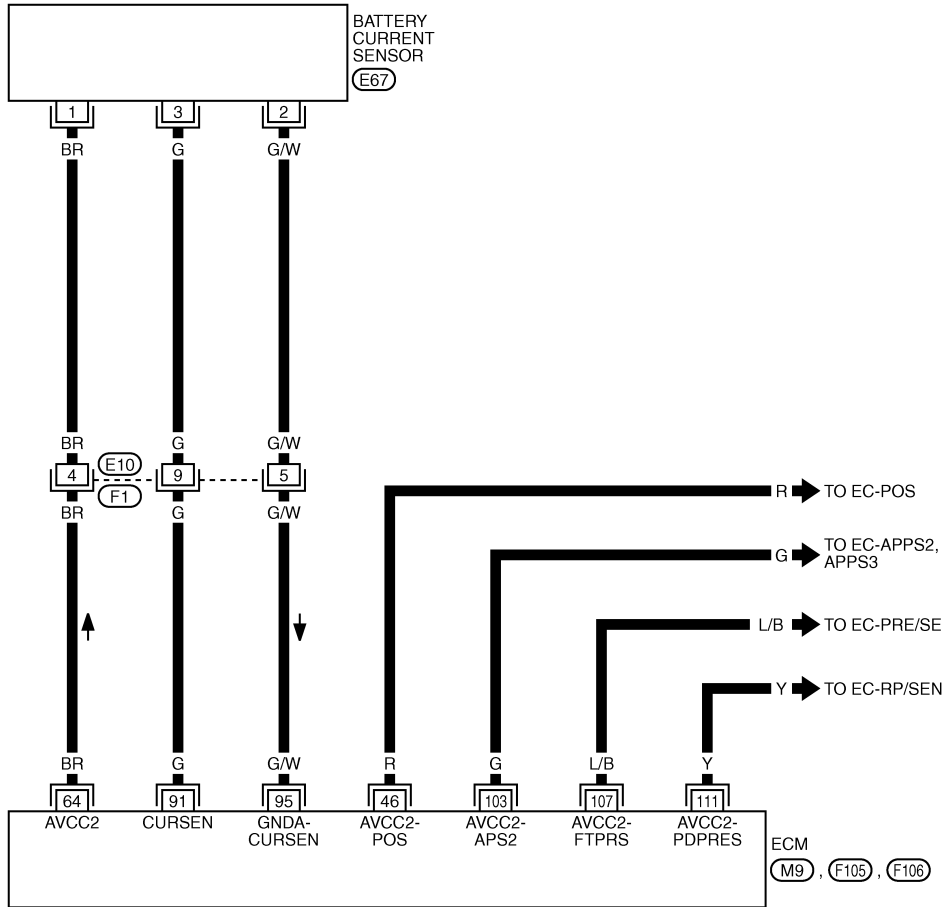 BATTERY
CURRENT
SENSOR
E67
1 3 2
BR G G/W
BR G G/W
4 E10 9 5
F1
BR G G/W
R TO EC-POS
G TO EC-APPS2,
APPS3
L/B TO EC-PRE/SE
Y TO EC-RP/SEN
BR G G/W R G L/B Y
64 91 95 46 103 107 111
AVCC2 CURSEN GNDA-
CURSEN AVCC2-
POS AVCC2-
APS2 AVCC2-
FTPRS AVCC2-
PDPRES
ECM
M9 , F105 , F106